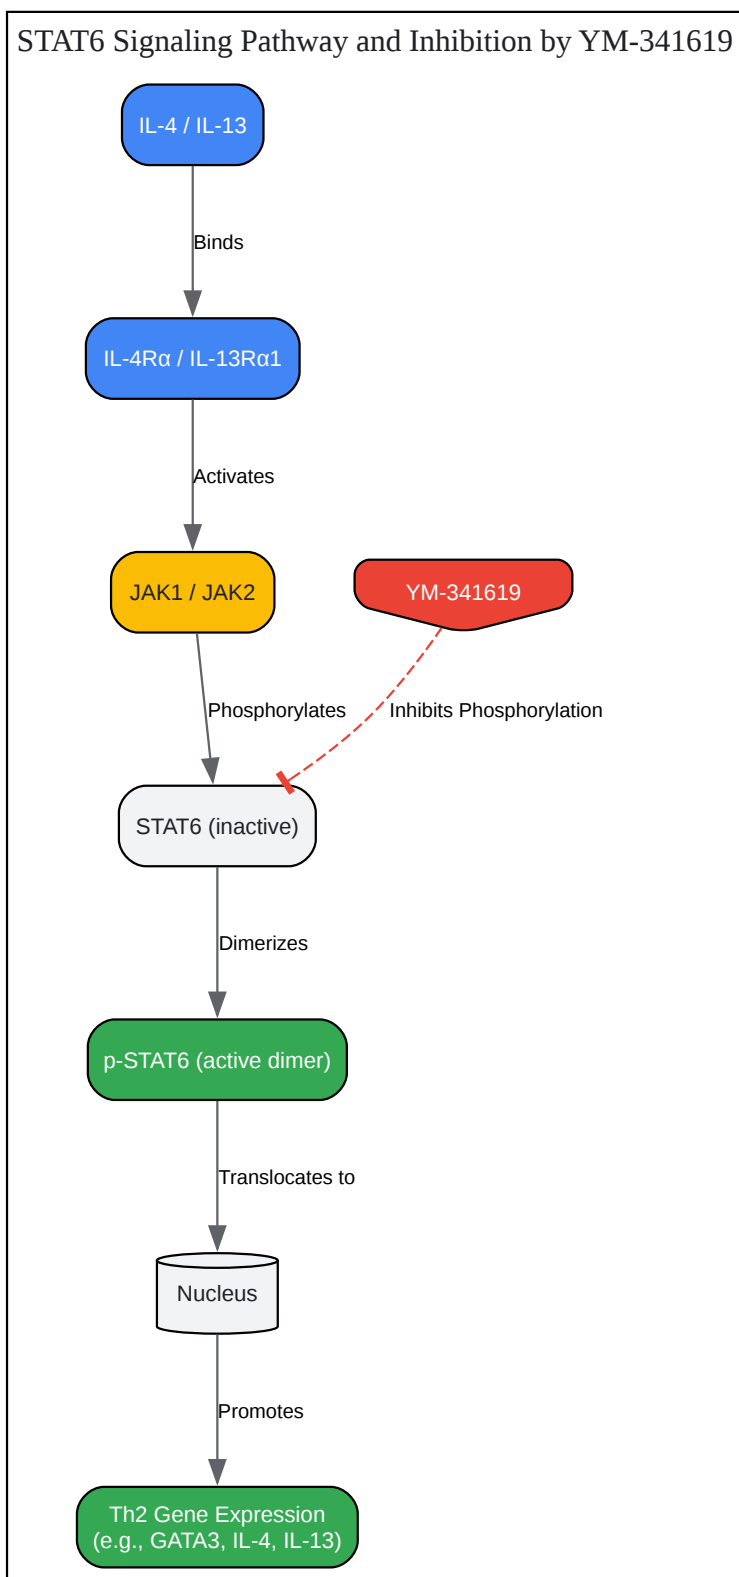 STAT6 Signaling Pathway and Inhibition by YM-341619
IL-4 / IL-13
Binds
IL-4Rα / IL-13Rα1
Activates
JAK1 / JAK2
YM-341619
Phosphorylates
Inhibits Phosphorylation
STAT6 (inactive)
Dimerizes
p-STAT6 (active dimer)
Translocates to
Nucleus
Promotes
Th2 Gene Expression
(e.g., GATA3, IL-4, IL-13)